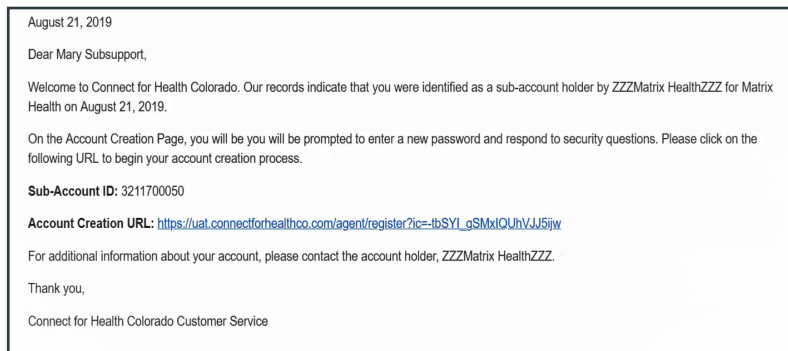 August 21, 2019
Dear Mary Subsupport,
Welcome to Connect for Health Colorado. Our records indicate that you were identified as a sub-account holder by ZZZMatrix HealthZZZ for Matrix
Health on August 21, 2019.
On the Account Creation Page, you will be you will be prompted to enter a new password and respond to security questions. Please click on the
following URL to begin your account creation process.
Sub-Account ID: 3211700050
Account Creation URL: https://uat.connectforhealthco.com/agent/register?ic=-tbSYI_gSMxIQUhVJJ5ijw
For additional information about your account, please contact the account holder, ZZZMatrix HealthZZZ.
Thank you,
Connect for Health Colorado Customer Service